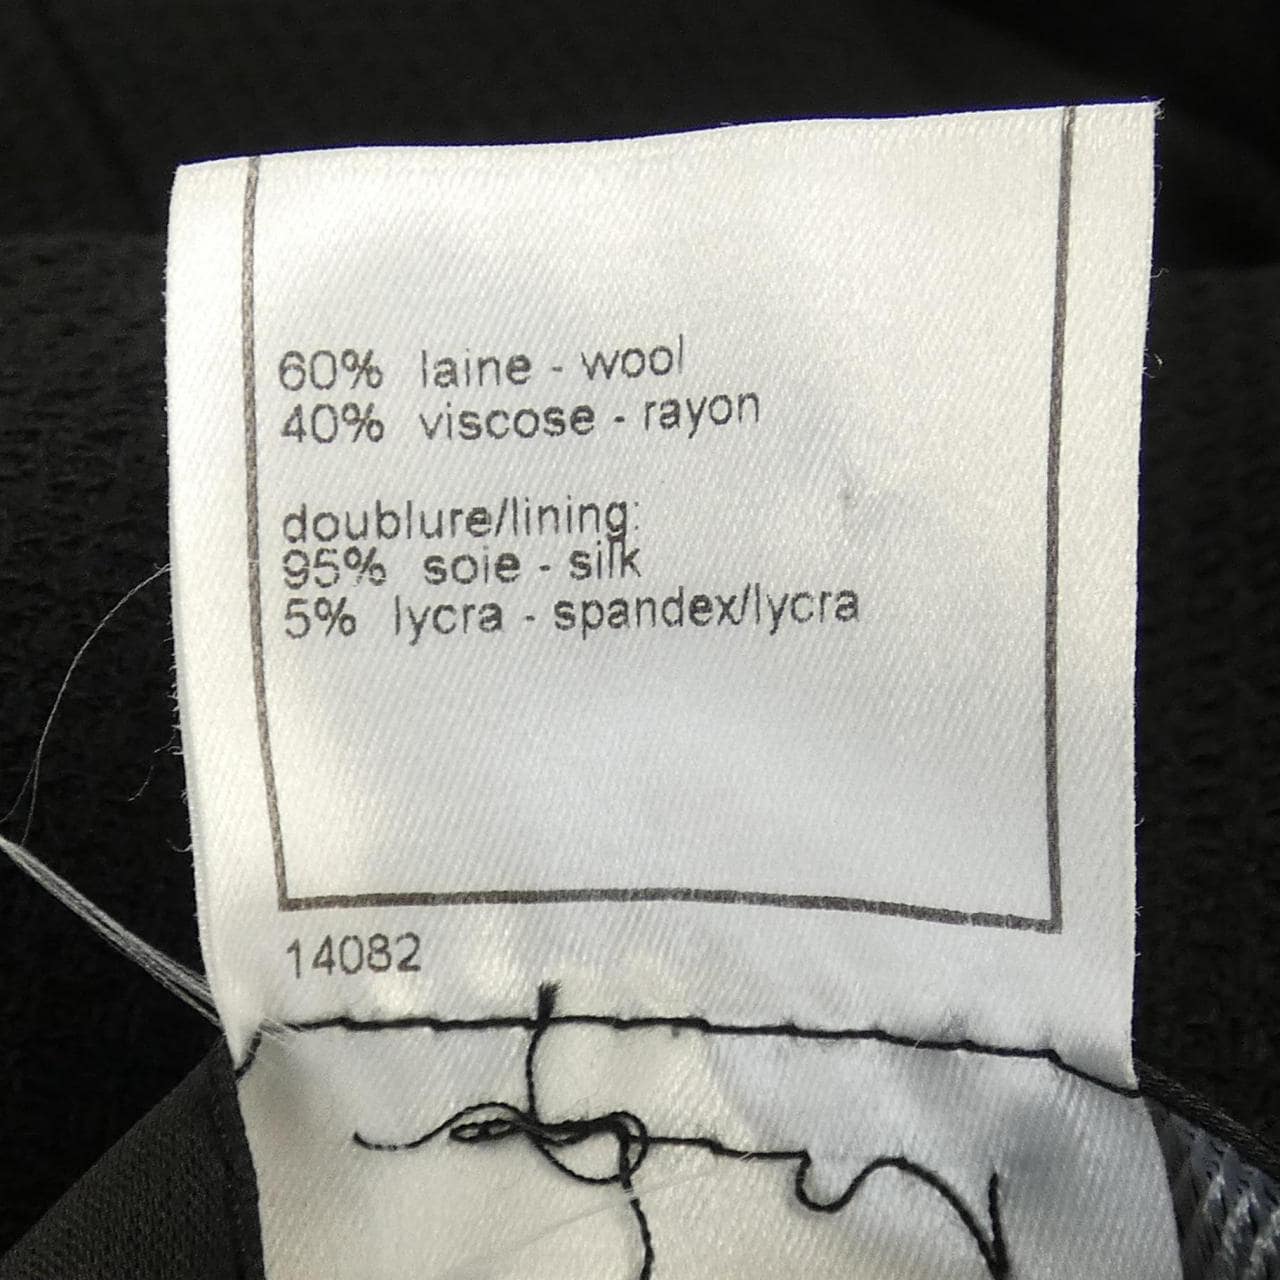 60% laine - wool
40% viscose - rayon
doublure/lining:
95% soie - silk
5% lycra - spandex/lycra
14082